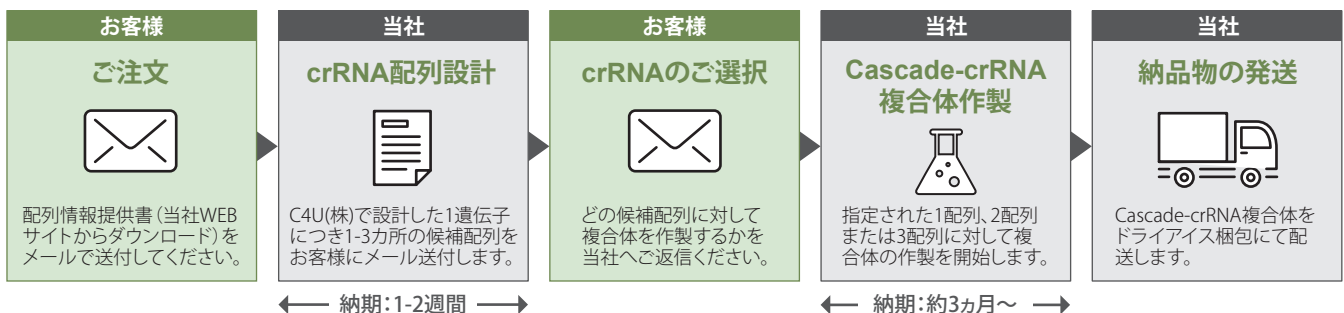 お客様
ご注文
配列情報提供書(当社WEB
サイトからダウンロード)を
メールで送付してください。
当社
crRNA配列設計
C4U(株)で設計した1遺伝子
につき1-3カ所の候補配列を
お客様にメール送付します。
納期:1-2週間
お客様
crRNAのご選択
どの候補配列に対して
複合体を作製するかを
当社へご返信ください。
当社
Cascade-crRNA
複合体作製
指定された1配列、2配列
または3配列に対して複
合体の作製を開始します。
納期:約3ヵ月～
当社
納品物の発送
Cascade-crRNA複合体を
ドライアイス梱包にて配
送します。